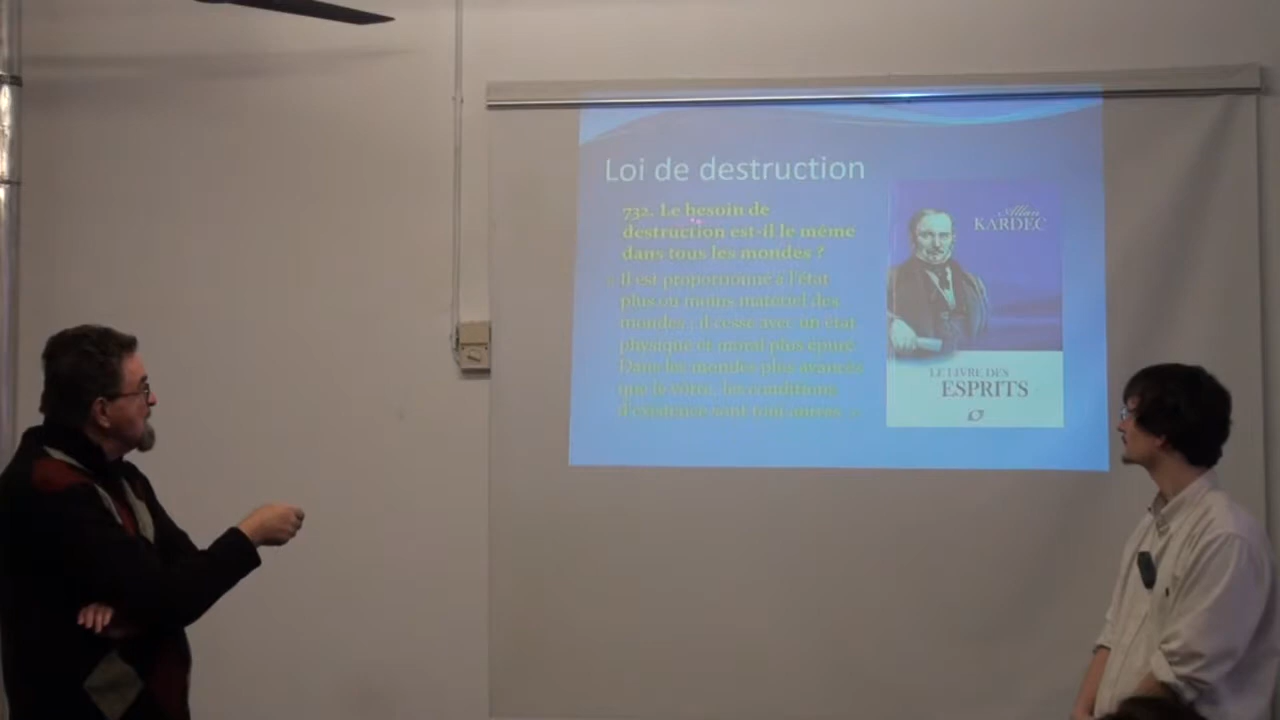 Loi de destruction
732. Le besoin de
destruction est-il le même
dans tous les mondes ?
« Il est proportionné à l'état
plus ou moins matériel des
mondes ; il cesse avec un état
physique et moral plus épuré.
Dans les mondes plus avancés
que le vôtre, les conditions
d'existence sont tout autres. »
Allan
KARDEC
LE LIVRE DES
ESPRITS